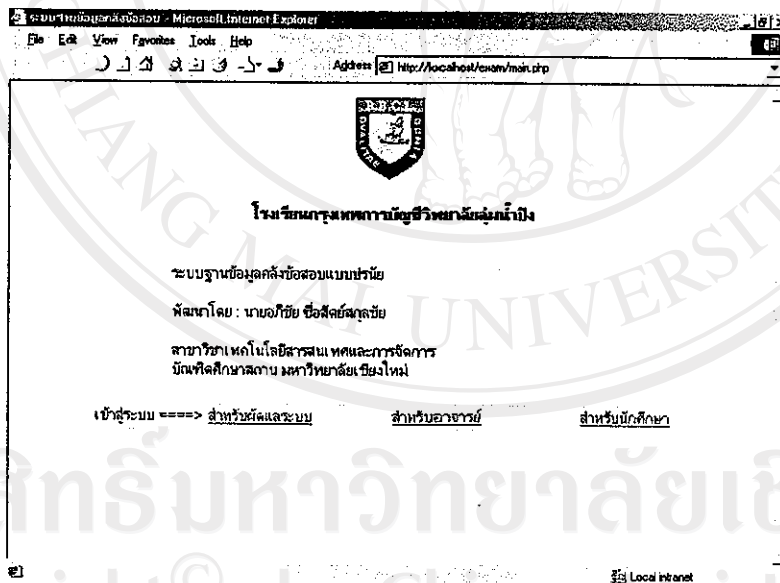 ระบบฐานข้อมูลคลังข้อสอบ - Microsoft Internet Explorer
File Edit View Favorites Tools Help
Address http://localhost/exam/main.php
R.B.C.L.
โรงเรียนกรุงเทพการบัญชีวิทยาลัยลุ่มน้ำปิง
ระบบฐานข้อมูลคลังข้อสอบแบบปรนัย
พัฒนาโดย : นายอภิชัย ซื่อสัตย์สกุลชัย
สาขาวิชาเทคโนโลยีสารสนเทศและการจัดการ
บัณฑิตศึกษาสถาน มหาวิทยาลัยเชียงใหม่
เข้าสู่ระบบ ====> สำหรับผู้ดูแลระบบ สำหรับอาจารย์ สำหรับนักศึกษา
Local intranet